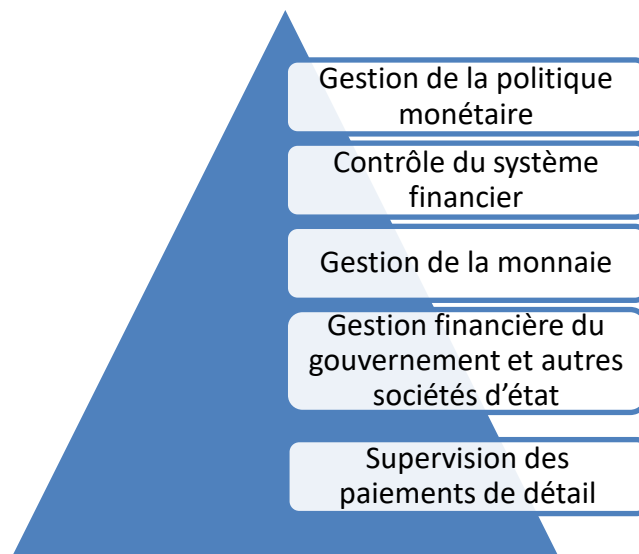 Gestion de la politique
monétaire
Contrôle du système
financier
Gestion de la monnaie
Gestion financière du
gouvernement et autres
sociétés d’état
Supervision des
paiements de détail